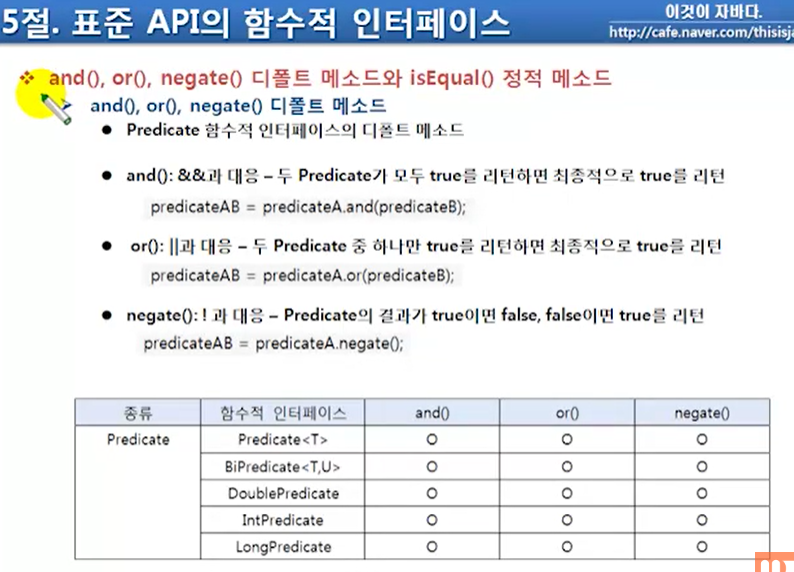 5절. 표준 API의 함수적 인터페이스
이것이 자바다.
http://cafe.naver.com/thisisja
and(), or(), negate() 디폴트 메소드와 isEqual() 정적 메소드
and(), or(), negate() 디폴트 메소드
Predicate 함수적 인터페이스의 디폴트 메소드
and(): &&과 대응 – 두 Predicate가 모두 true를 리턴하면 최종적으로 true를 리턴
predicateAB = predicateA.and(predicateB);
or(): ||과 대응 – 두 Predicate 중 하나만 true를 리턴하면 최종적으로 true를 리턴
predicateAB = predicateA.or(predicateB);
negate(): ! 과 대응 – Predicate의 결과가 true이면 false, false이면 true를 리턴
predicateAB = predicateA.negate();
종류 함수적 인터페이스 and() or() negate()
Predicate Predicate<T> O O O
BiPredicate<T,U> O O O
DoublePredicate O O O
IntPredicate O O O
LongPredicate O O O